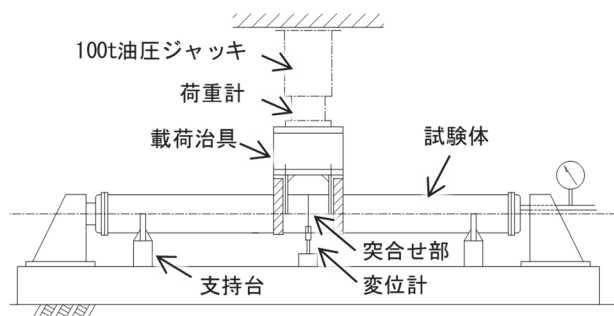 100t油圧ジャッキ
荷重計
載荷治具
試験体
突合せ部
支持台
変位計